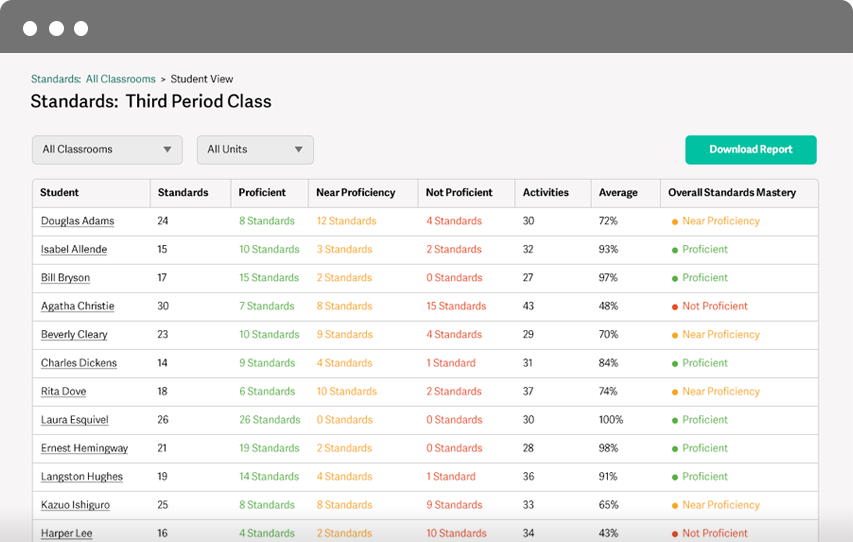 Standards: All Classrooms > Student View
Standards: Third Period Class
All Classrooms All Units Download Report
Student Standards Proficient Near Proficiency Not Proficient Activities Average Overall Standards Mastery
Douglas Adams 24 8 Standards 12 Standards 4 Standards 30 72% Near Proficiency
Isabel Allende 15 10 Standards 3 Standards 2 Standards 32 93% Proficient
Bill Bryson 17 15 Standards 2 Standards 0 Standards 27 97% Proficient
Agatha Christie 30 7 Standards 8 Standards 15 Standards 43 48% Not Proficient
Beverly Cleary 23 10 Standards 9 Standards 4 Standards 29 70% Near Proficiency
Charles Dickens 14 9 Standards 4 Standards 1 Standard 31 84% Proficient
Rita Dove 18 6 Standards 10 Standards 2 Standards 37 74% Near Proficiency
Laura Esquivel 26 26 Standards 0 Standards 0 Standards 30 100% Proficient
Ernest Hemingway 21 19 Standards 2 Standards 0 Standards 28 98% Proficient
Langston Hughes 19 14 Standards 4 Standards 1 Standard 36 91% Proficient
Kazuo Ishiguro 25 8 Standards 8 Standards 9 Standards 33 65% Near Proficiency
Harper Lee 16 4 Standards 2 Standards 10 Standards 34 43% Not Proficient